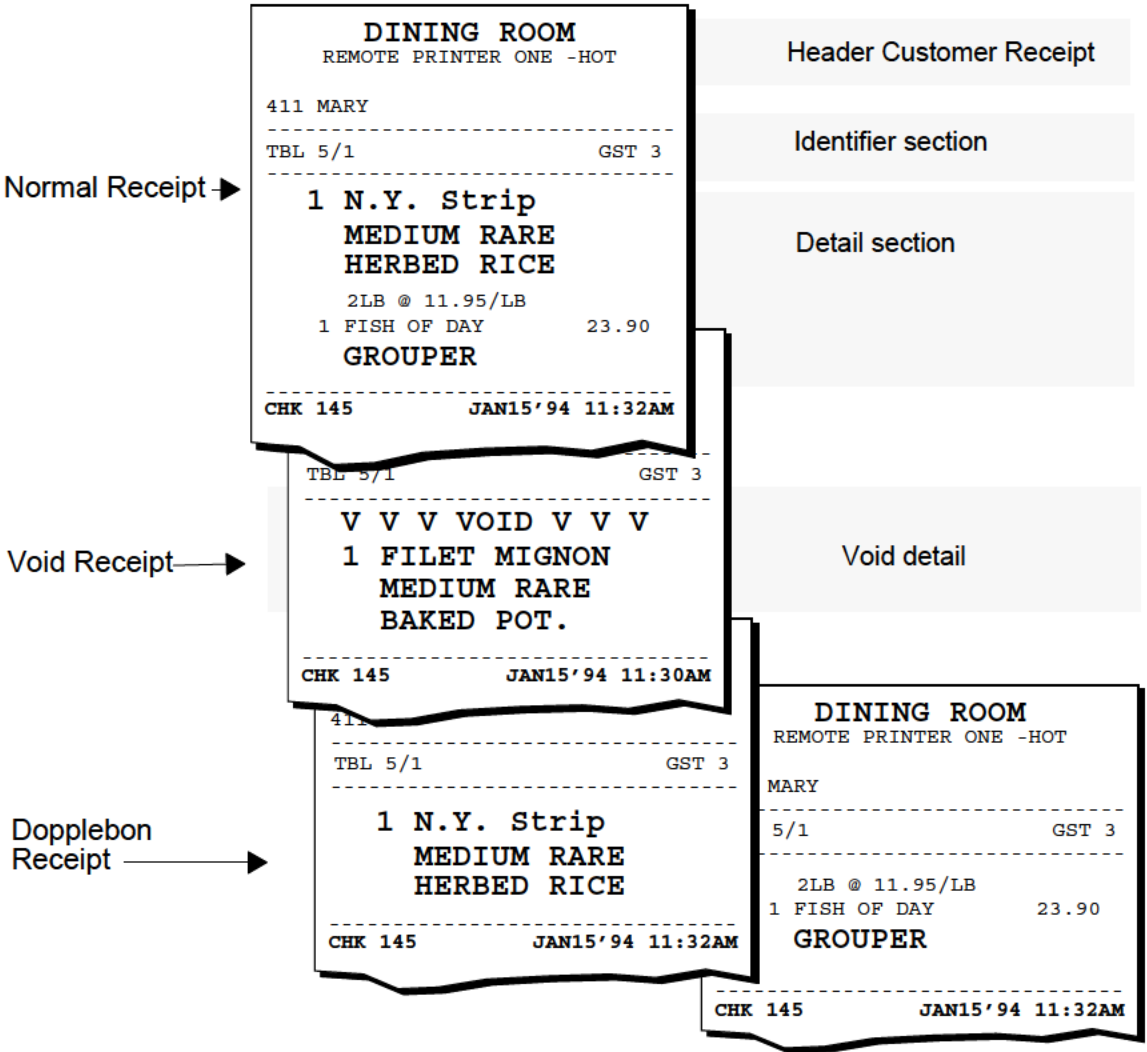 DINING ROOM
REMOTE PRINTER ONE -HOT
Header Customer Receipt
411 MARY
--------------------------------
Identifier section
TBL 5/1 GST 3
--------------------------------
Normal Receipt
1 N.Y. Strip
MEDIUM RARE
HERBED RICE
Detail section
2LB @ 11.95/LB
1 FISH OF DAY 23.90
GROUPER
--------------------------------
CHK 145 JAN15’94 11:32AM
TBL 5/1 GST 3
--------------------------------
V V V VOID V V V
Void Receipt
1 FILET MIGNON
MEDIUM RARE
BAKED POT.
Void detail
--------------------------------
CHK 145 JAN15’94 11:30AM
411
--------------------------------
TBL 5/1 GST 3
--------------------------------
Dopplebon
Receipt
1 N.Y. Strip
MEDIUM RARE
HERBED RICE
--------------------------------
CHK 145 JAN15’94 11:32AM
DINING ROOM
REMOTE PRINTER ONE -HOT
MARY
-----------------------------
5/1 GST 3
-----------------------------
2LB @ 11.95/LB
1 FISH OF DAY 23.90
GROUPER
--------------------------------
CHK 145 JAN15’94 11:32AM